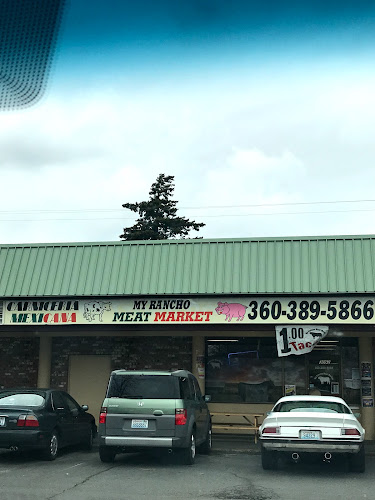 CARNICERIA
MEXICANA
MY RANCHO
MEAT MARKET
360-389-5866
1.00
Taco